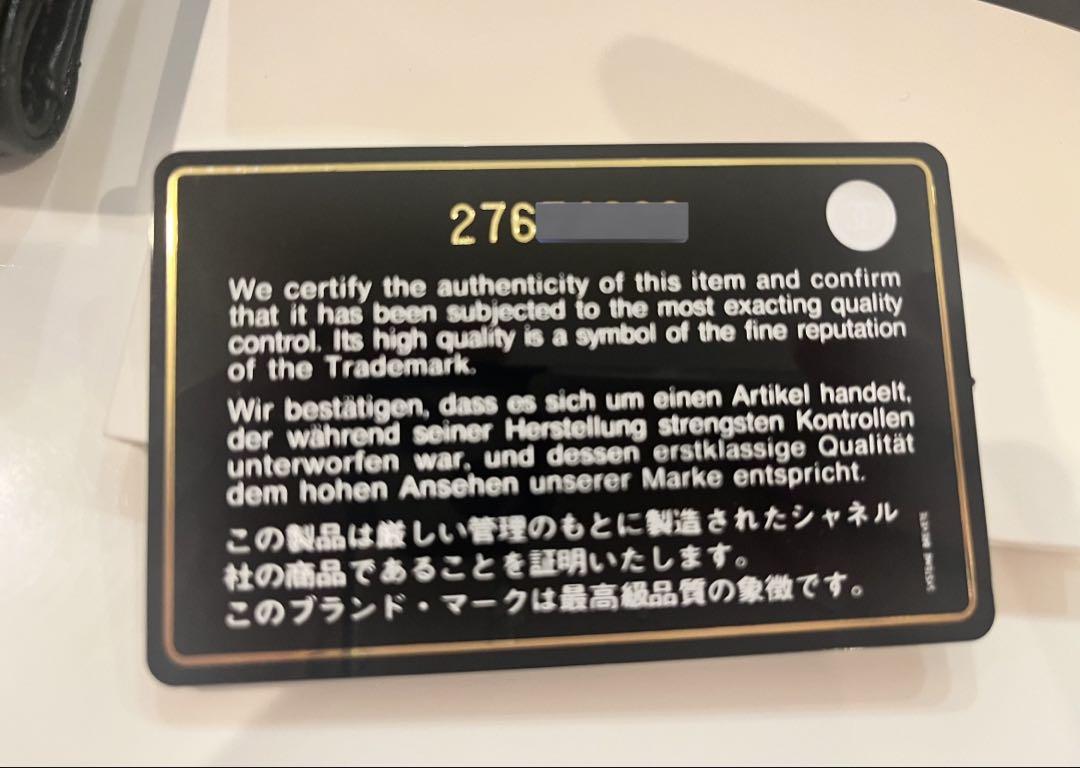 276
We certify the authenticity of this item and confirm
that it has been subjected to the most exacting quality
control. Its high quality is a symbol of the fine reputation
of the Trademark.
Wir bestätigen, dass es sich um einen Artikel handelt,
der während seiner Herstellung strengsten Kontrollen
unterworfen war, und dessen erstklassige Qualität
dem hohen Ansehen unserer Marke entspricht.
この製品は厳しい管理のもとに製造されたシャネル
社の商品であることを証明いたします。
このブランド・マークは最高級品質の象徴です。